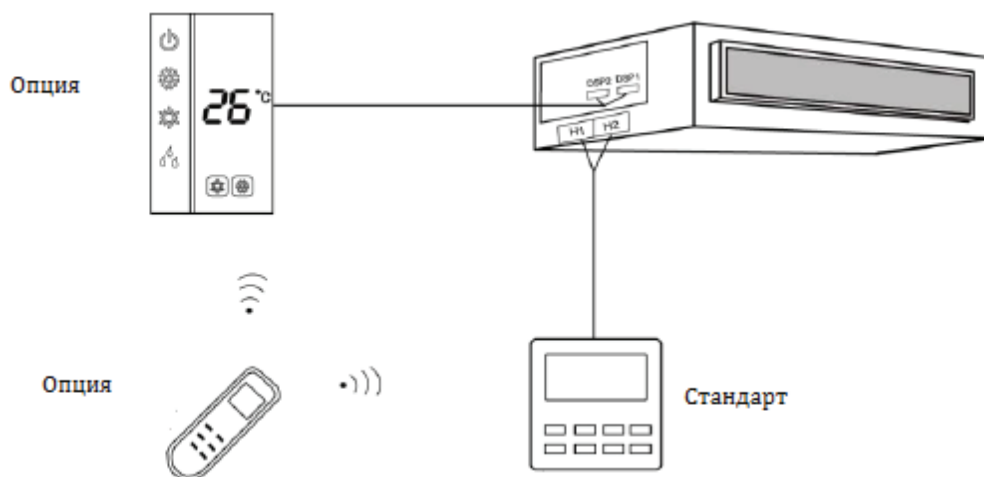 Опция
26 °C
DSP2 DSP1
H1 H2
Опция
Стандарт